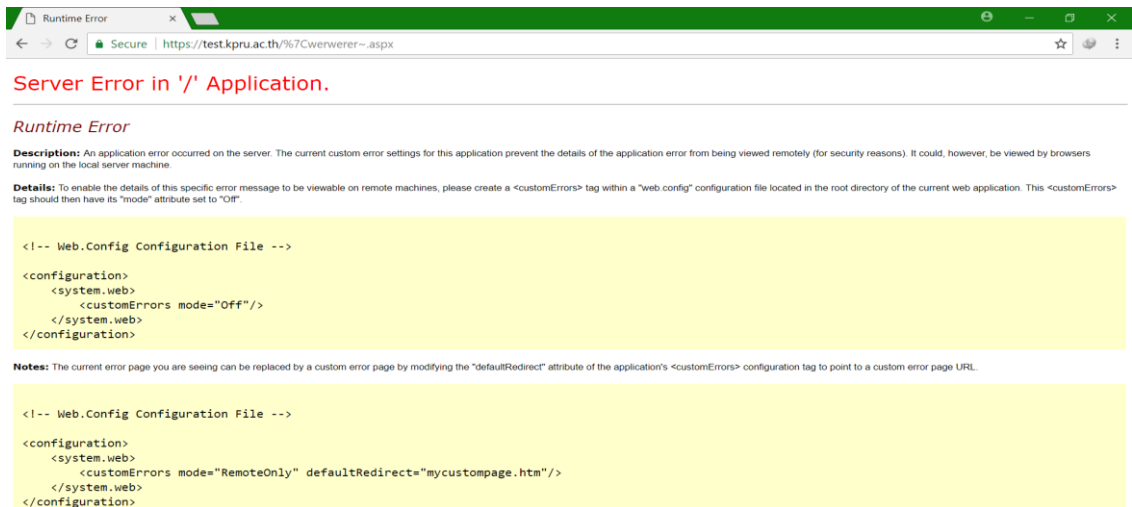 Runtime Error
Secure | https://test.kpru.ac.th/%7Cwerwerer~.aspx
Server Error in '/' Application.
Runtime Error
Description: An application error occurred on the server. The current custom error settings for this application prevent the details of the application error from being viewed remotely (for security reasons). It could, however, be viewed by browsers
running on the local server machine.
Details: To enable the details of this specific error message to be viewable on remote machines, please create a <customErrors> tag within a "web.config" configuration file located in the root directory of the current web application. This <customErrors>
tag should then have its "mode" attribute set to "Off".
<!-- Web.Config Configuration File -->
<configuration>
    <system.web>
        <customErrors mode="Off"/>
    </system.web>
</configuration>
Notes: The current error page you are seeing can be replaced by a custom error page by modifying the "defaultRedirect" attribute of the application's <customErrors> configuration tag to point to a custom error page URL.
<!-- Web.Config Configuration File -->
<configuration>
    <system.web>
        <customErrors mode="RemoteOnly" defaultRedirect="mycustompage.htm"/>
    </system.web>
</configuration>